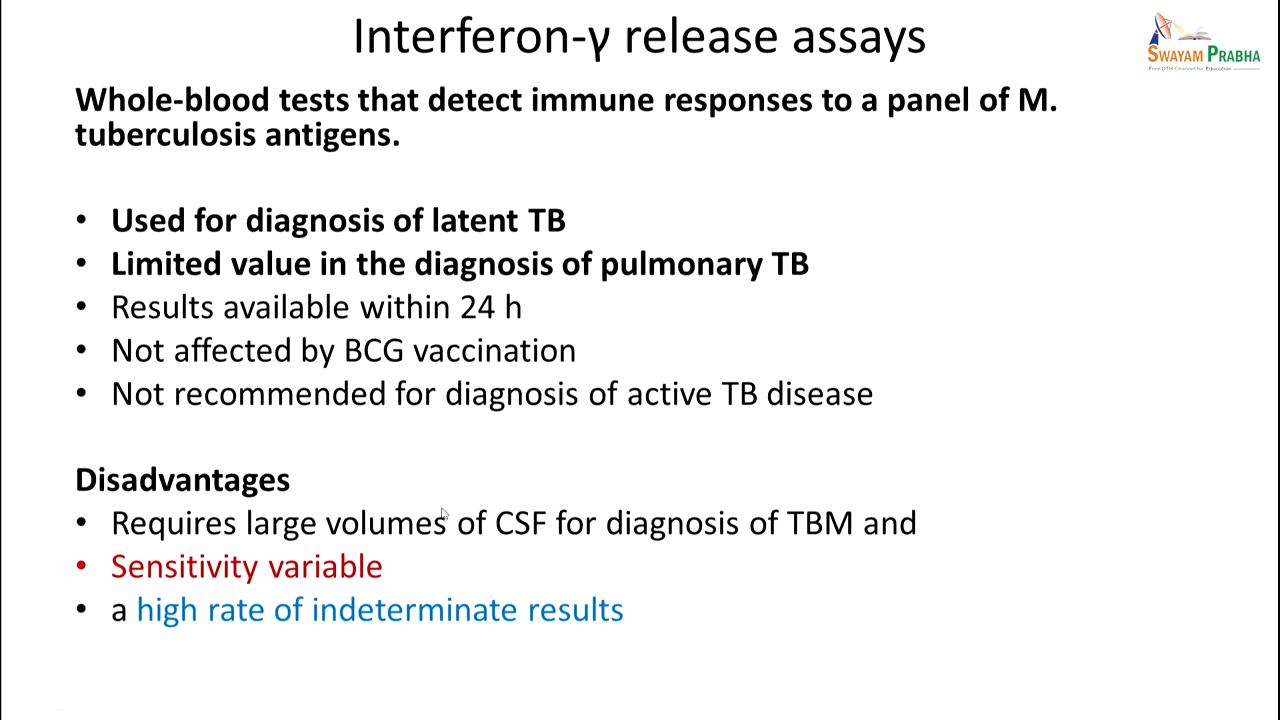 Interferon-γ release assays
SWAYAM PRABHA
Free DTH Channel for Education
Whole-blood tests that detect immune responses to a panel of M.
tuberculosis antigens.
• Used for diagnosis of latent TB
• Limited value in the diagnosis of pulmonary TB
• Results available within 24 h
• Not affected by BCG vaccination
• Not recommended for diagnosis of active TB disease
Disadvantages
• Requires large volumes of CSF for diagnosis of TBM and
• Sensitivity variable
• a high rate of indeterminate results